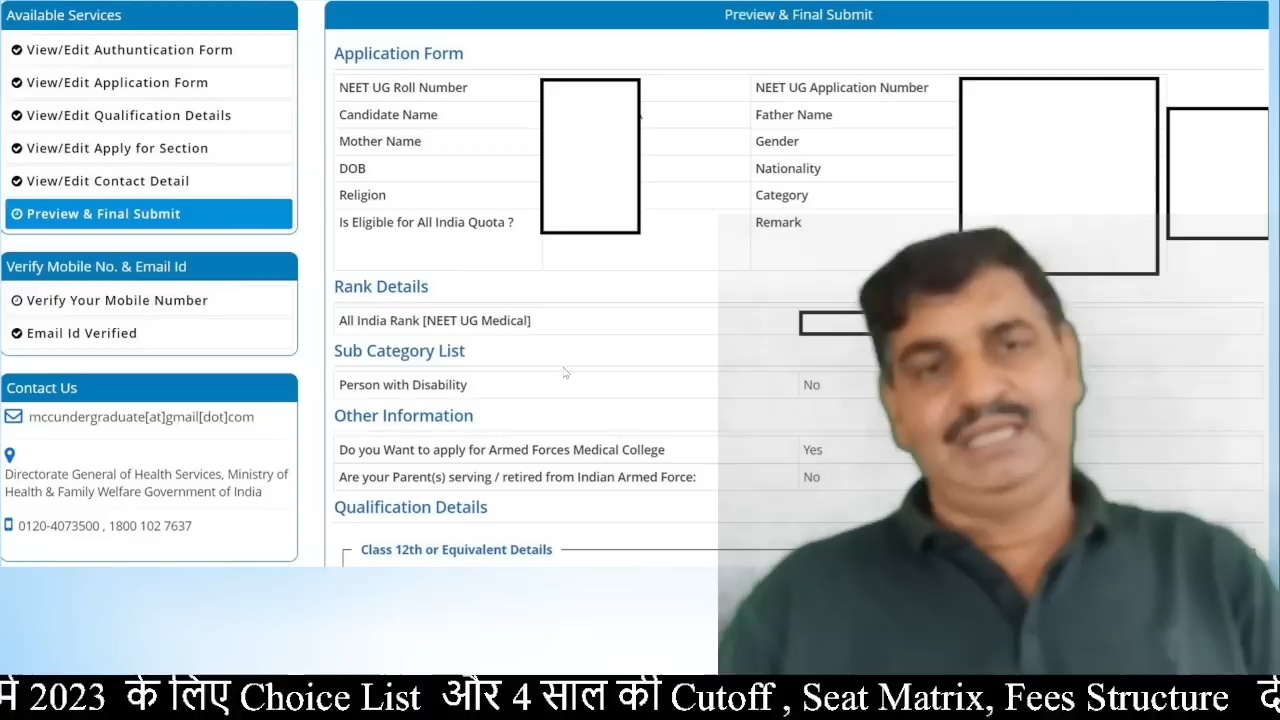 Available Services
View/Edit Authuntication Form
View/Edit Application Form
View/Edit Qualification Details
View/Edit Apply for Section
View/Edit Contact Detail
Preview & Final Submit
Verify Mobile No. & Email Id
Verify Your Mobile Number
Email Id Verified
Contact Us
mccundergraduate[at]gmail[dot]com
Directorate General of Health Services, Ministry of
Health & Family Welfare Government of India
0120-4073500 , 1800 102 7637
Preview & Final Submit
Application Form
NEET UG Roll Number NEET UG Application Number
Candidate Name Father Name
Mother Name Gender
DOB Nationality
Religion Category
Is Eligible for All India Quota ? Remark
Rank Details
All India Rank [NEET UG Medical]
Sub Category List
Person with Disability No
Other Information
Do you Want to apply for Armed Forces Medical College Yes
Are your Parent(s) serving / retired from Indian Armed Force: No
Qualification Details
Class 12th or Equivalent Details
में 2023 के लिए Choice List और 4 साल की Cutoff , Seat Matrix, Fees Structure